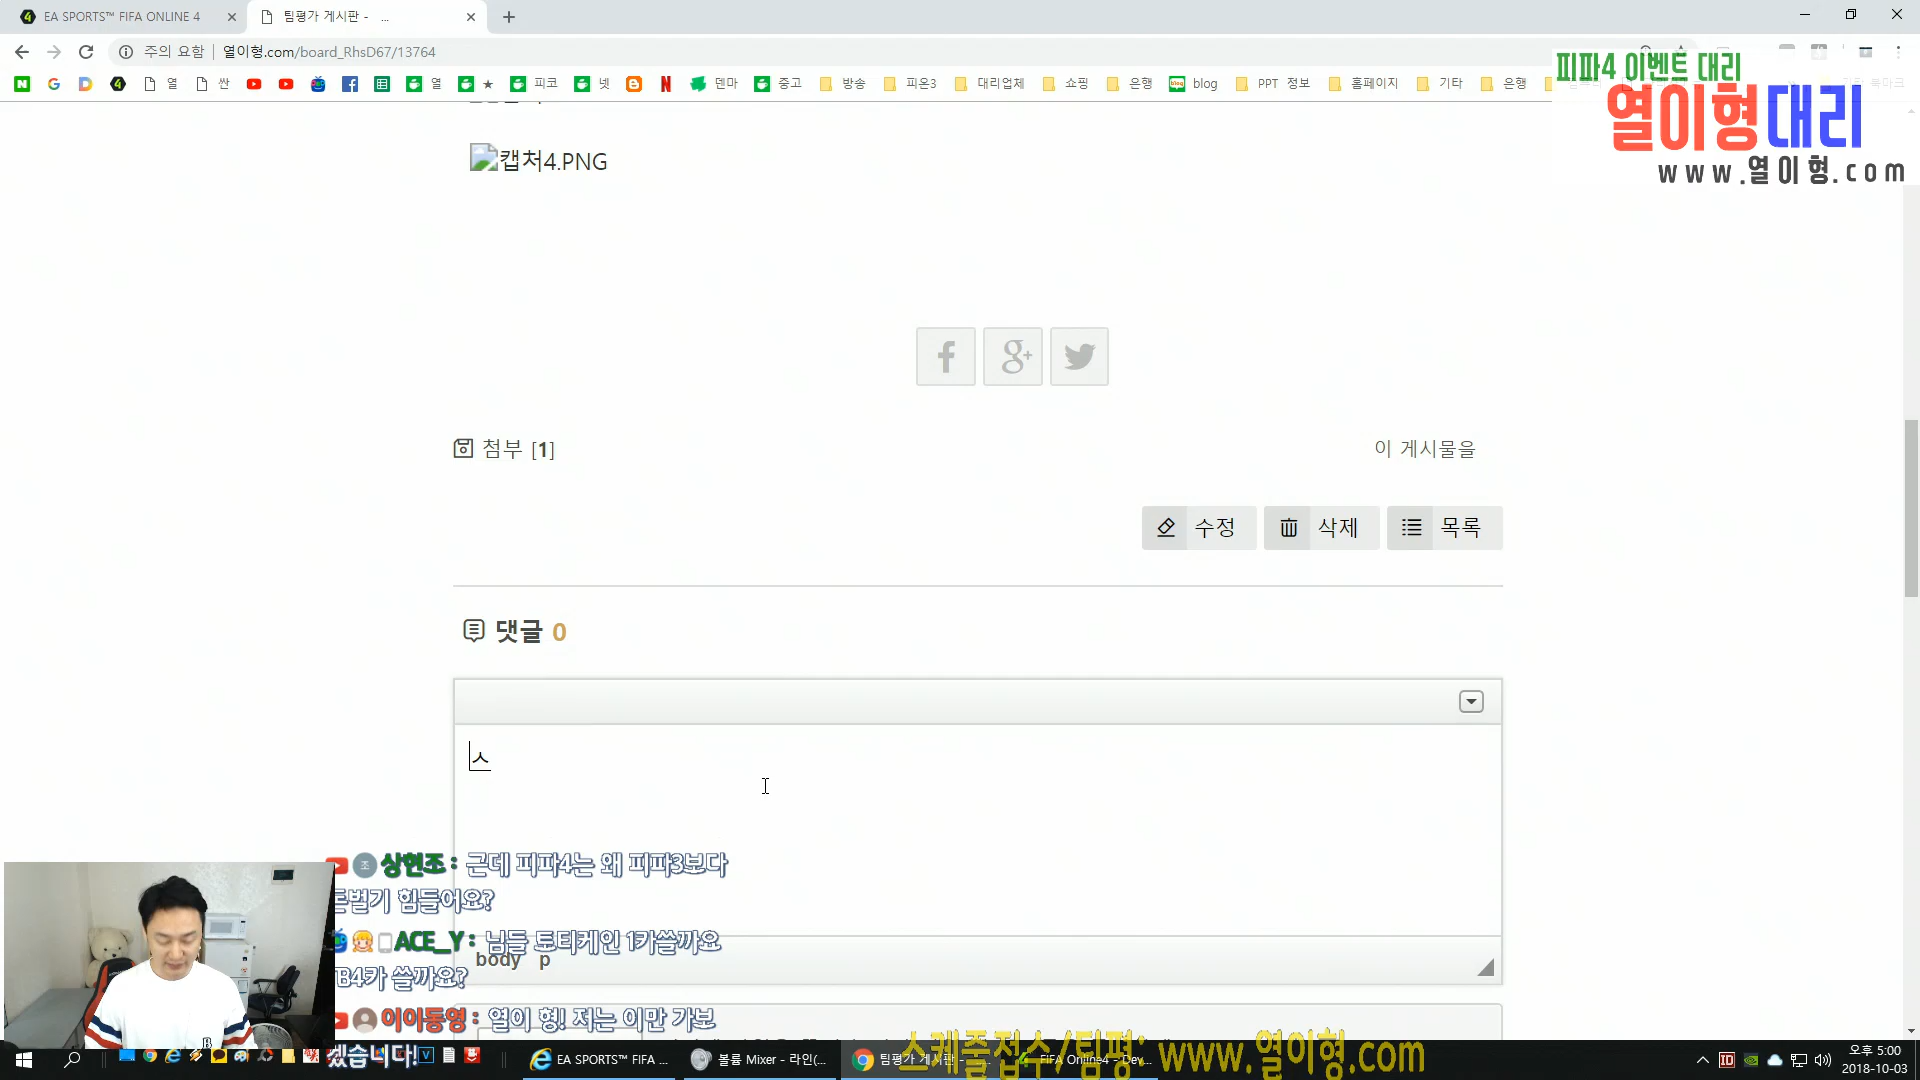 EA SPORTS™ FIFA ONLINE 4
팀평가 게시판 - ...
주의 요함 | 열이형.com/board_RhsD67/13764
열 싼 열 ★ 피코 넷 덴마 중고 방송 피온3 대리업체 쇼핑 은행 blog PPT 정보 홈페이지 기타 은행
피파4 이벤트 대리
열이형대리
www.열이형.com
캡처4.PNG
첨부 [1]
이 게시물을
수정 삭제 목록
댓글 0
ㅅ
상현조 : 근데 피파4는 왜 피파3보다
돈벌기 힘들어요?
ACE_Y : 님들 토티케인 1카쓸까요
TB4카 쓸까요?
body p
이아동영 : 열이 형! 저는 이만 가보
겠습니다!
스케줄접수/팀평: www.열이형.com
EA SPORTS™ FIFA ...
볼륨 Mixer - 라인(...
팀평가 게시판 -
FIFA Online4 - Dev...
오후 5:00
2018-10-03